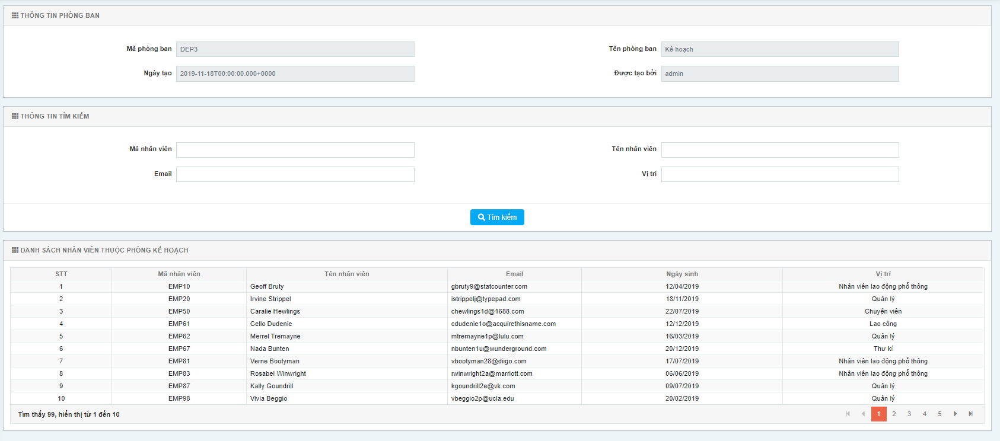 THÔNG TIN PHÒNG BAN
Mã phòng ban DEP3 Tên phòng ban Kế hoạch
Ngày tạo 2019-11-18T00:00:00.000+0000 Được tạo bởi admin
THÔNG TIN TÌM KIẾM
Mã nhân viên Tên nhân viên
Email Vị trí
Tìm kiếm
DANH SÁCH NHÂN VIÊN THUỘC PHÒNG KẾ HOẠCH
STT Mã nhân viên Tên nhân viên Email Ngày sinh Vị trí
1 EMP10 Geoff Bruty gbruty9@statcounter.com 12/04/2019 Nhân viên lao động phổ thông
2 EMP20 Irvine Strippel istrippelj@typepad.com 18/11/2019 Quản lý
3 EMP50 Caralie Hewlings chewlings1d@1688.com 22/07/2019 Chuyên viên
4 EMP61 Cello Dudenie cdudenie1o@acquirethisname.com 12/12/2019 Lao công
5 EMP62 Merrel Tremayne mtremayne1p@lulu.com 16/03/2019 Quản lý
6 EMP67 Nada Bunten nbunten1u@wunderground.com 20/12/2019 Thư kí
7 EMP81 Verne Bootyman vbootyman28@diigo.com 17/07/2019 Nhân viên lao động phổ thông
8 EMP83 Rosabel Winwright rwinwright2a@marriott.com 06/06/2019 Nhân viên lao động phổ thông
9 EMP87 Kally Goundrill kgoundrill2e@vk.com 09/07/2019 Quản lý
10 EMP98 Vivia Beggio vbeggio2p@ucla.edu 20/02/2019 Quản lý
Tìm thấy 99, hiển thị từ 1 đến 10 1 2 3 4 5